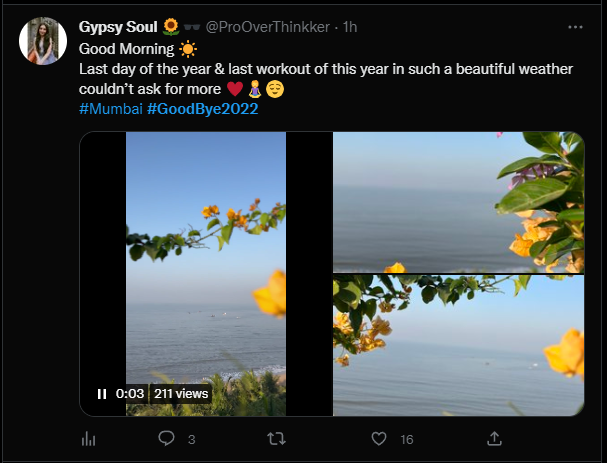 Gypsy Soul 🌻🕶️ @ProOverThinkker · 1h
Good Morning ☀️
Last day of the year & last workout of this year in such a beautiful weather
couldn't ask for more ❤️🧘‍♀️😌
#Mumbai #GoodBye2022
0:03 211 views
3
16